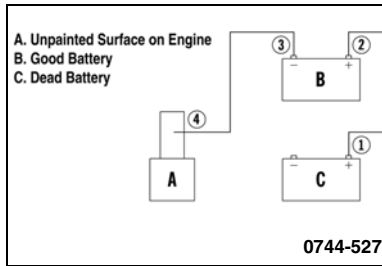 A. Unpainted Surface on Engine
B. Good Battery
C. Dead Battery
3
2
− +
B
4
1
− +
A
C
0744-527